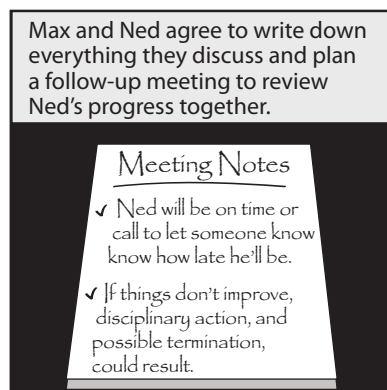 Max and Ned agree to write down
everything they discuss and plan
a follow-up meeting to review
Ned's progress together.
Meeting Notes
✓ Ned will be on time or
call to let someone know
know how late he'll be.
✓ If things don't improve,
disciplinary action, and
possible termination,
could result.